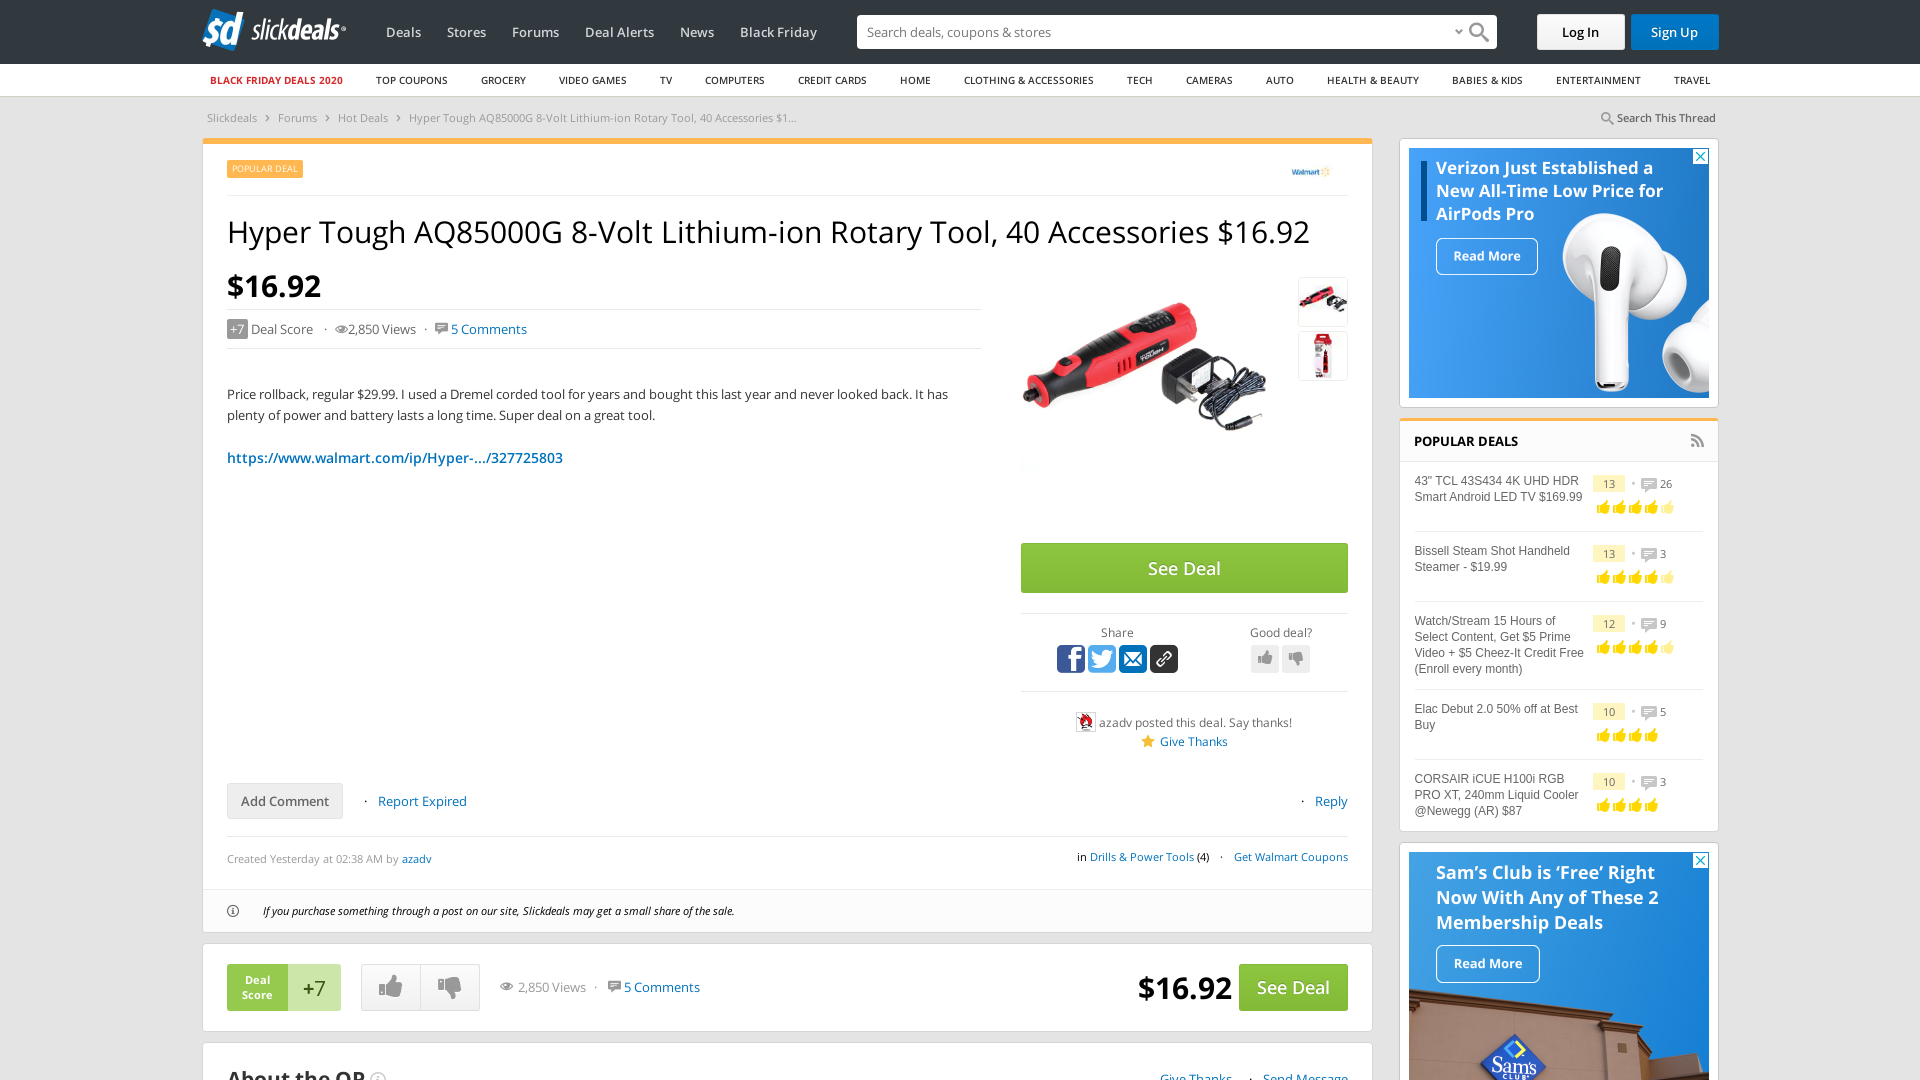 sd slickdeals
Deals
Stores
Forums
Deal Alerts
News
Black Friday
Search deals, coupons & stores
Log In
Sign Up
BLACK FRIDAY DEALS 2020
TOP COUPONS
GROCERY
VIDEO GAMES
TV
COMPUTERS
CREDIT CARDS
HOME
CLOTHING & ACCESSORIES
TECH
CAMERAS
AUTO
HEALTH & BEAUTY
BABIES & KIDS
ENTERTAINMENT
TRAVEL
Slickdeals › Forums › Hot Deals › Hyper Tough AQ85000G 8-Volt Lithium-ion Rotary Tool, 40 Accessories $1...
Search This Thread
POPULAR DEAL
Walmart
Hyper Tough AQ85000G 8-Volt Lithium-ion Rotary Tool, 40 Accessories $16.92
$16.92
+7 Deal Score · 2,850 Views · 5 Comments
Price rollback, regular $29.99. I used a Dremel corded tool for years and bought this last year and never looked back. It has
plenty of power and battery lasts a long time. Super deal on a great tool.
https://www.walmart.com/ip/Hyper-.../327725803
See Deal
Share
Good deal?
azadv posted this deal. Say thanks!
Give Thanks
Add Comment
· Report Expired
· Reply
Created Yesterday at 02:38 AM by azadv
in Drills & Power Tools (4) · Get Walmart Coupons
If you purchase something through a post on our site, Slickdeals may get a small share of the sale.
Deal
Score
+7
2,850 Views · 5 Comments
$16.92
See Deal
About the OP
Give Thanks · Send Message
Verizon Just Established a
New All-Time Low Price for
AirPods Pro
Read More
POPULAR DEALS
43" TCL 43S434 4K UHD HDR
Smart Android LED TV $169.99
13 · 26
Bissell Steam Shot Handheld
Steamer - $19.99
13 · 3
Watch/Stream 15 Hours of
Select Content, Get $5 Prime
Video + $5 Cheez-It Credit Free
(Enroll every month)
12 · 9
Elac Debut 2.0 50% off at Best
Buy
10 · 5
CORSAIR iCUE H100i RGB
PRO XT, 240mm Liquid Cooler
@Newegg (AR) $87
10 · 3
Sam's Club is ‘Free’ Right
Now With Any of These 2
Membership Deals
Read More
Sam's
CLUB